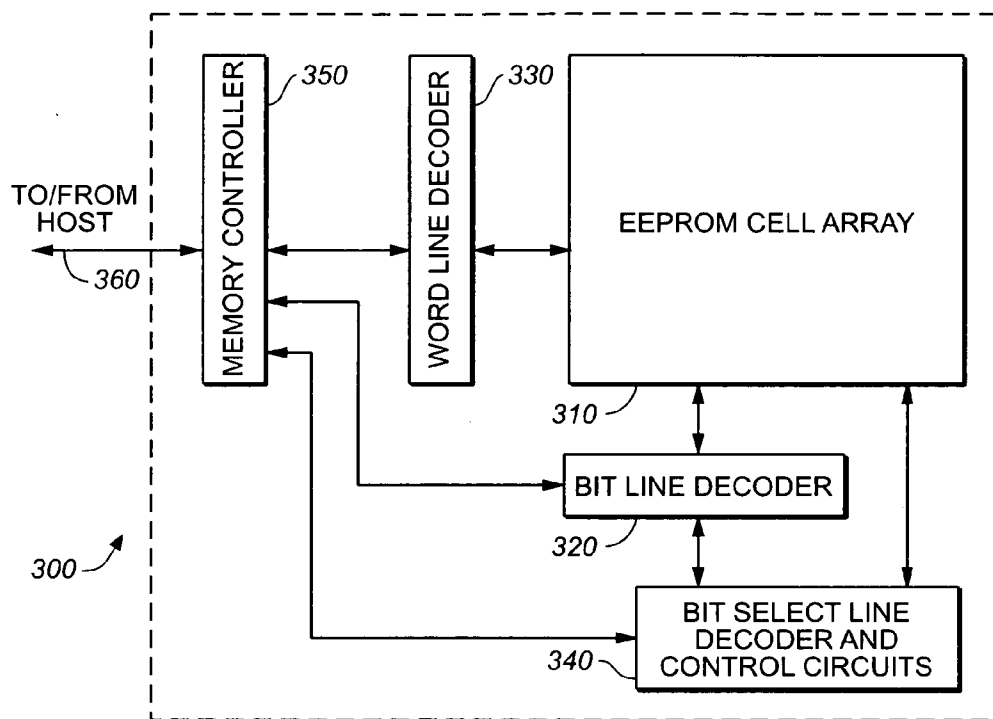 350
330
MEMORY CONTROLLER
WORD LINE DECODER
EEPROM CELL ARRAY
TO/FROM
HOST
360
310
BIT LINE DECODER
320
300
BIT SELECT LINE
DECODER AND
CONTROL CIRCUITS
340